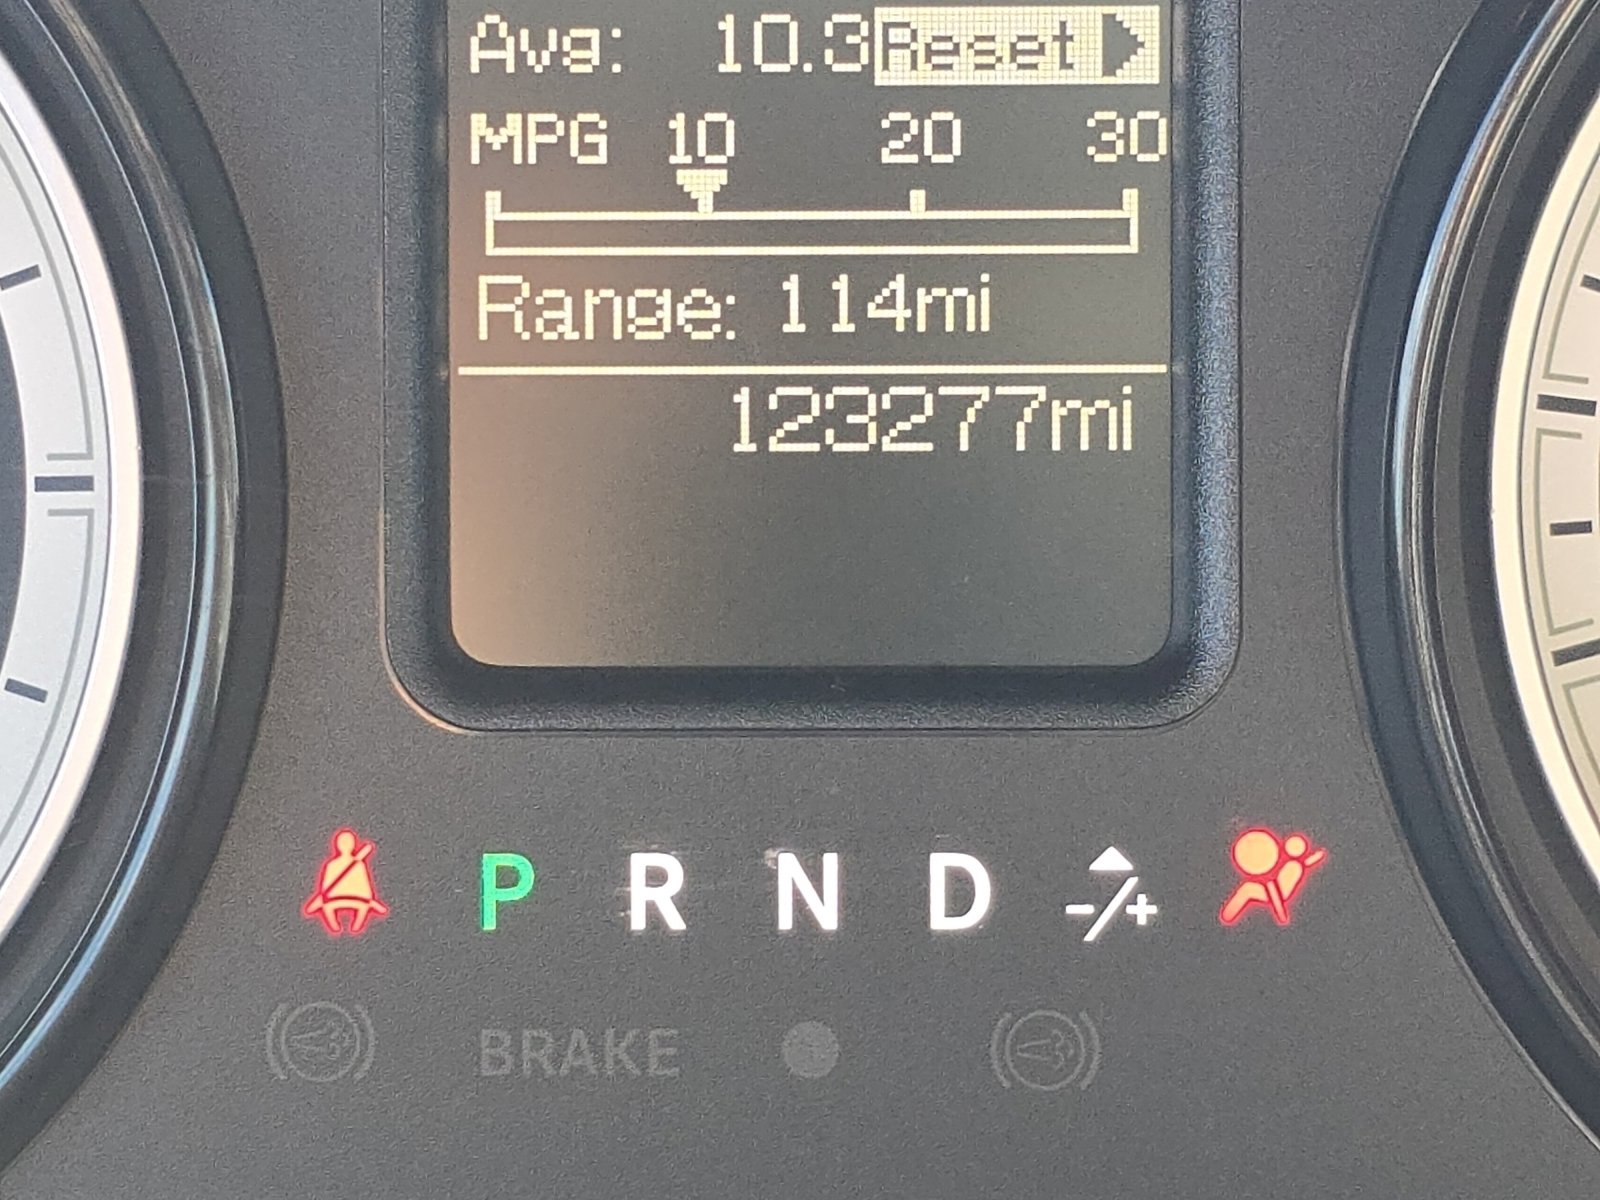 Avg: 10.3 Reset
MPG 10 20 30
Range: 114mi
123277mi
P R N D -/+
BRAKE